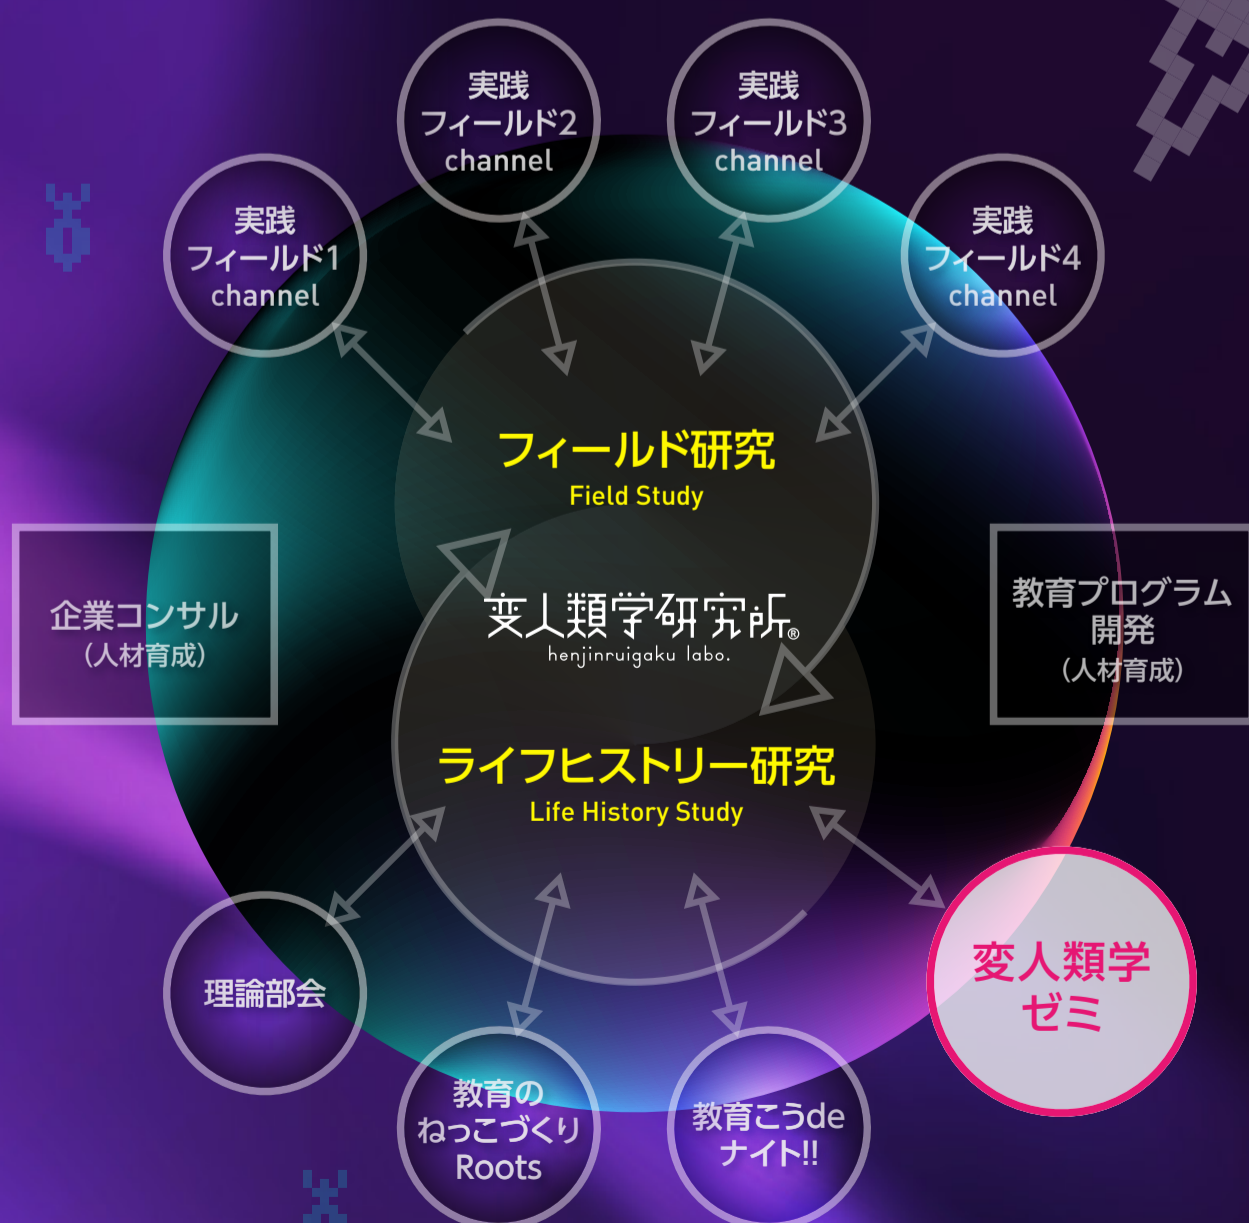 実践
フィールド2
channel
実践
フィールド3
channel
実践
フィールド1
channel
実践
フィールド4
channel
フィールド研究
Field Study
企業コンサル
(人材育成)
変人類学研究所®
henjinruigaku labo.
教育プログラム
開発
(人材育成)
ライフヒストリー研究
Life History Study
理論部会
変人類学
ゼミ
教育の
ねっこづくり
Roots
教育こうde
ナイト!!